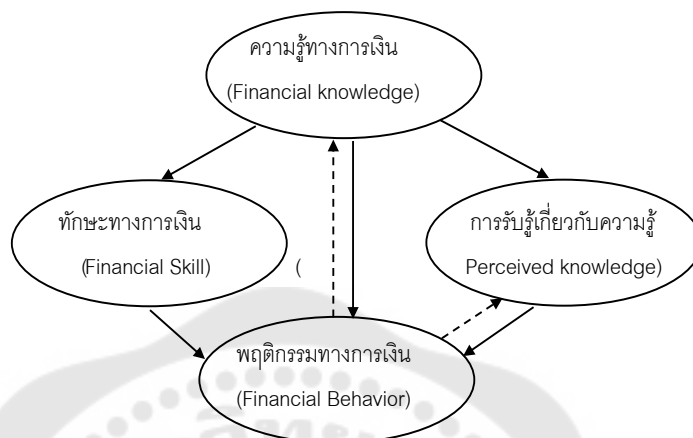 ความรู้ทางการเงิน
(Financial knowledge)
ทักษะทางการเงิน
(Financial Skill)
การรับรู้เกี่ยวกับความรู้
( Perceived knowledge)
พฤติกรรมทางการเงิน
(Financial Behavior)